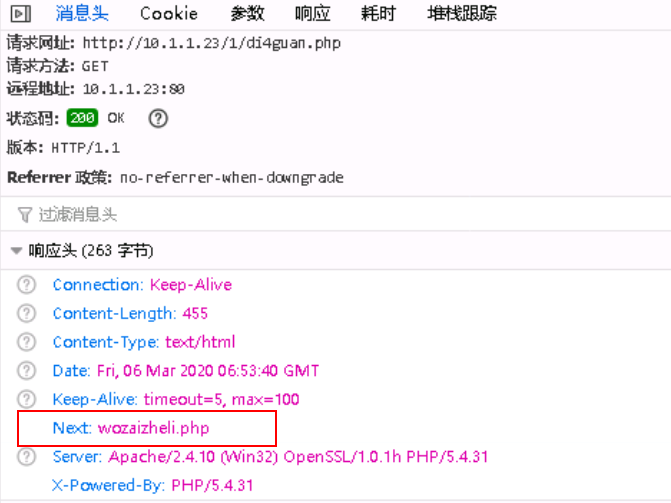 消息头 Cookie 参数 响应 耗时 堆栈跟踪
请求网址: http://10.1.1.23/1/di4guan.php
请求方法: GET
远程地址: 10.1.1.23:80
状态码: 200 OK ?
版本: HTTP/1.1
Referrer 政策: no-referrer-when-downgrade
过滤消息头
响应头 (263 字节)
? Connection: Keep-Alive
? Content-Length: 455
? Content-Type: text/html
? Date: Fri, 06 Mar 2020 06:53:40 GMT
? Keep-Alive: timeout=5, max=100
Next: wozaizheli.php
? Server: Apache/2.4.10 (Win32) OpenSSL/1.0.1h PHP/5.4.31
X-Powered-By: PHP/5.4.31